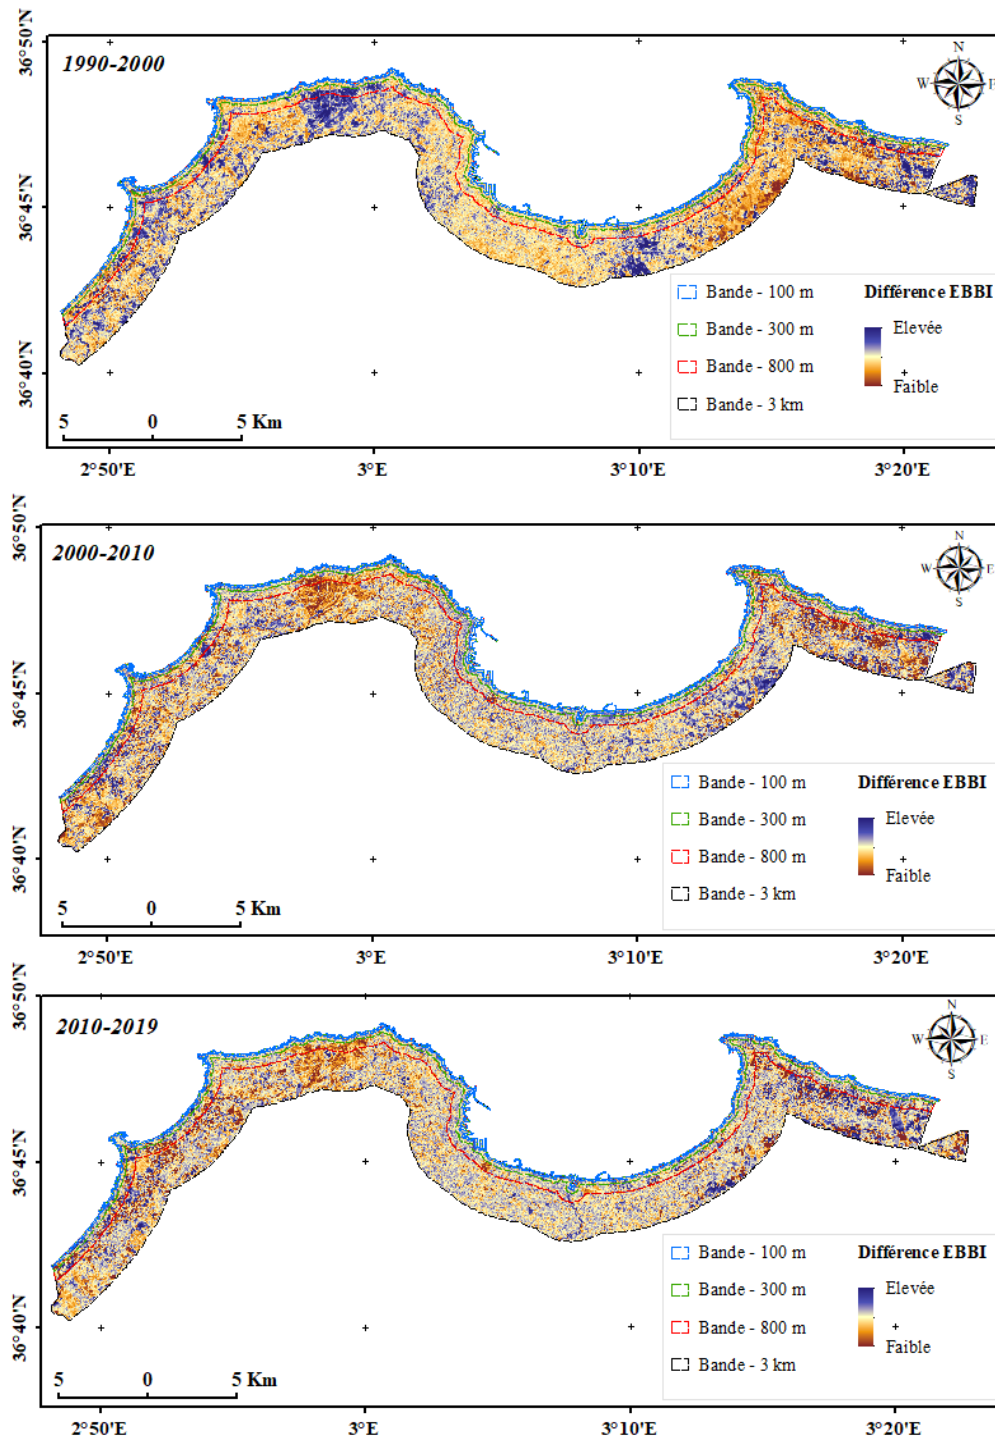 1990-2000
36°50'N
36°45'N
36°40'N
N
W
E
S
Bande - 100 m
Bande - 300 m
Bande - 800 m
Bande - 3 km
Différence EBBI
Elevée
Faible
5 0 5 Km
2°50'E 3°E 3°10'E 3°20'E
2000-2010
36°50'N
36°45'N
36°40'N
N
W
E
S
Bande - 100 m
Bande - 300 m
Bande - 800 m
Bande - 3 km
Différence EBBI
Elevée
Faible
5 0 5 Km
2°50'E 3°E 3°10'E 3°20'E
2010-2019
36°50'N
36°45'N
36°40'N
N
W
E
S
Bande - 100 m
Bande - 300 m
Bande - 800 m
Bande - 3 km
Différence EBBI
Elevée
Faible
5 0 5 Km
2°50'E 3°E 3°10'E 3°20'E